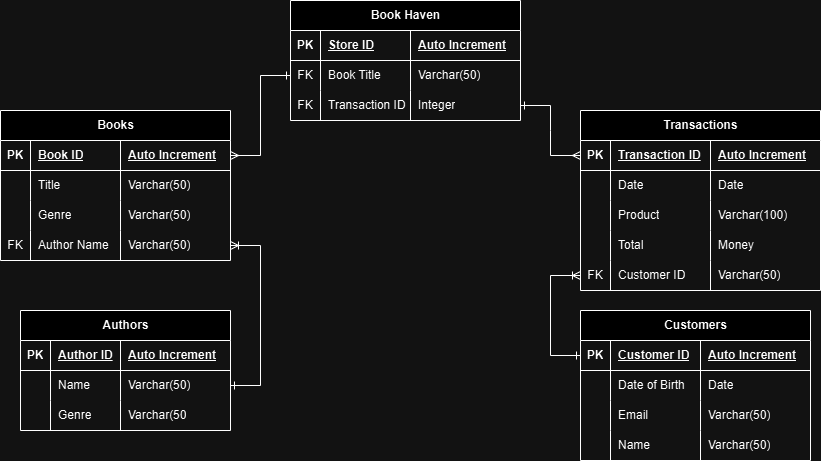 Book Haven
PK Store ID Auto Increment
FK Book Title Varchar(50)
FK Transaction ID Integer
Books
PK Book ID Auto Increment
Title Varchar(50)
Genre Varchar(50)
FK Author Name Varchar(50)
Transactions
PK Transaction ID Auto Increment
Date Date
Product Varchar(100)
Total Money
FK Customer ID Varchar(50)
Authors
PK Author ID Auto Increment
Name Varchar(50)
Genre Varchar(50
Customers
PK Customer ID Auto Increment
Date of Birth Date
Email Varchar(50)
Name Varchar(50)